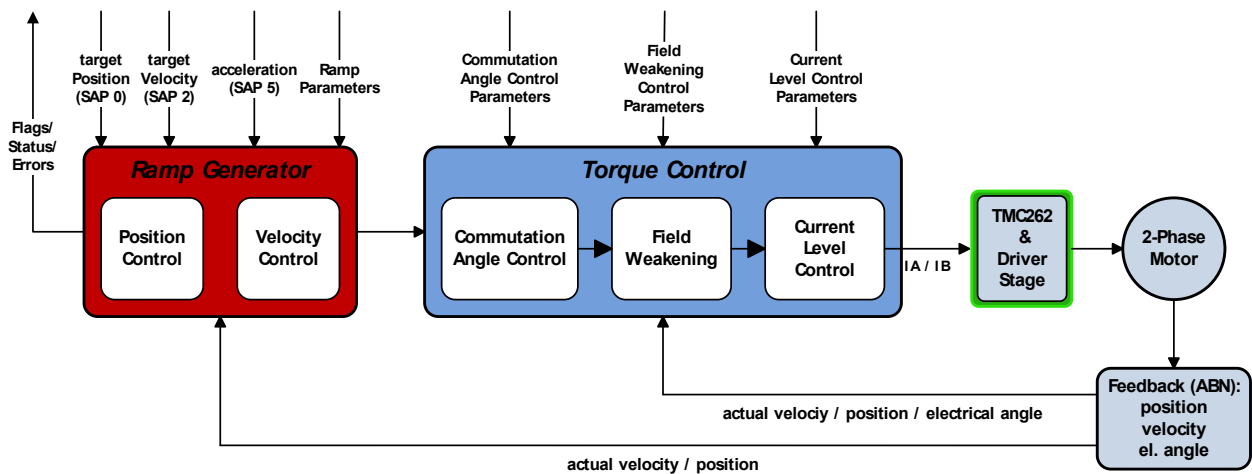 target
Position
(SAP 0)
target
Velocity
(SAP 2)
acceleration
(SAP 5)
Ramp
Parameters
Commutation
Angle Control
Parameters
Field
Weakening
Control
Parameters
Current
Level Control
Parameters
Flags/
Status/
Errors
Ramp Generator
Position
Control
Velocity
Control
Torque Control
Commutation
Angle Control
Field
Weakening
Current
Level
Control
IA / IB
TMC262
&
Driver
Stage
2-Phase
Motor
Feedback (ABN):
position
velocity
el. angle
actual velociy / position / electrical angle
actual velocity / position